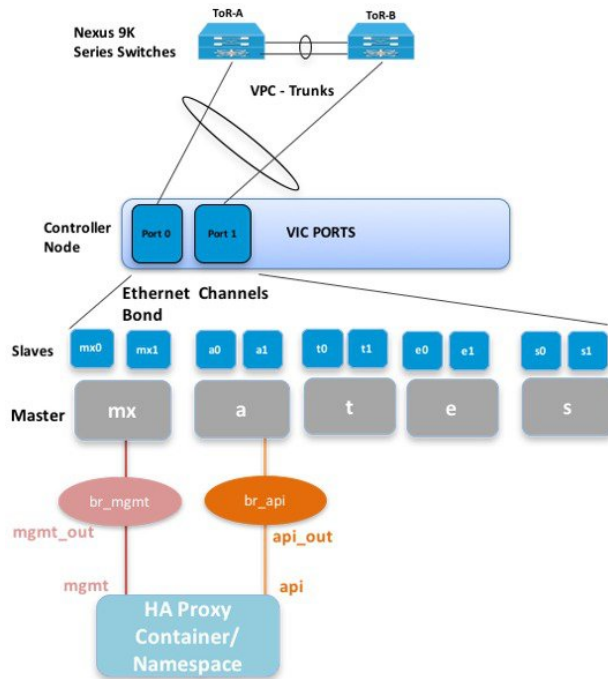 ToR-A
ToR-B
Nexus 9K
Series Switches
VPC - Trunks
Controller
Node
Port 0
Port 1
VIC PORTS
Ethernet Channels
Bond
Slaves
mx0
mx1
a0
a1
t0
t1
e0
e1
s0
s1
Master
mx
a
t
e
s
br_mgmt
br_api
mgmt_out
api_out
mgmt
api
HA Proxy
Container/
Namespace